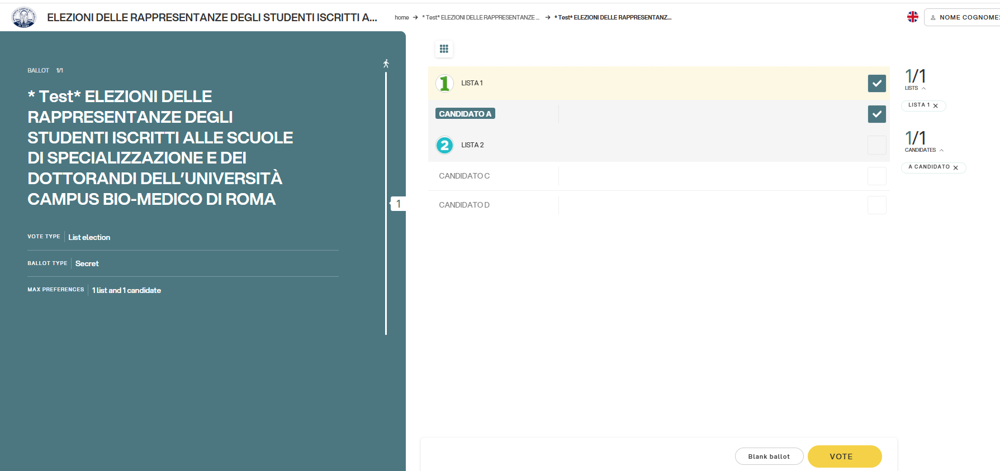 ELEZIONI DELLE RAPPRESENTANZE DEGLI STUDENTI ISCRITTI A...
home → * Test* ELEZIONI DELLE RAPPRESENTANZE ... → * Test* ELEZIONI DELLE RAPPRESENTANZ...
NOME COGNOME
BALLOT 1/1
* Test* ELEZIONI DELLE
RAPPRESENTANZE DEGLI
STUDENTI ISCRITTI ALLE SCUOLE
DI SPECIALIZZAZIONE E DEI
DOTTORANDI DELL’UNIVERSITÀ
CAMPUS BIO-MEDICO DI ROMA
VOTE TYPE List election
BALLOT TYPE Secret
MAX PREFERENCES 1 list and 1 candidate
1
1 LISTA 1
CANDIDATO A
2 LISTA 2
CANDIDATO C
CANDIDATO D
1/1
LISTS
LISTA 1
1/1
CANDIDATES
A CANDIDATO
Blank ballot
VOTE